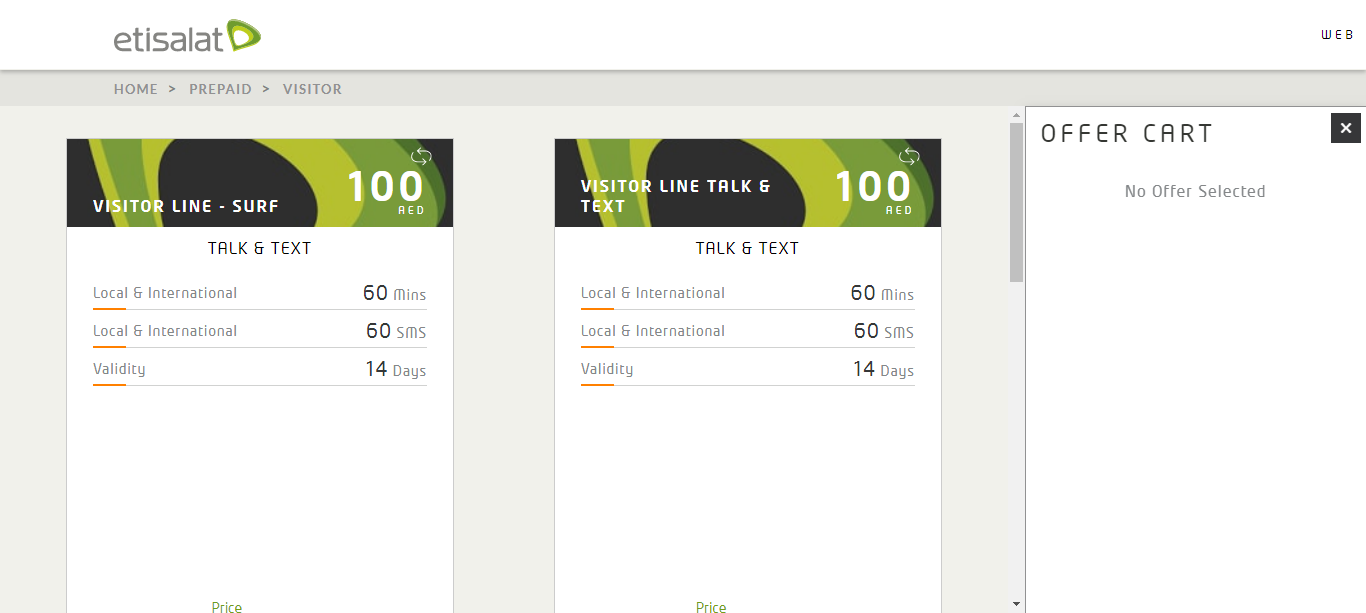 etisalat
WEB
HOME > PREPAID > VISITOR
VISITOR LINE - SURF
100
AED
TALK & TEXT
Local & International 60 Mins
Local & International 60 SMS
Validity 14 Days
Price
VISITOR LINE TALK &
TEXT
100
AED
TALK & TEXT
Local & International 60 Mins
Local & International 60 SMS
Validity 14 Days
Price
OFFER CART
No Offer Selected